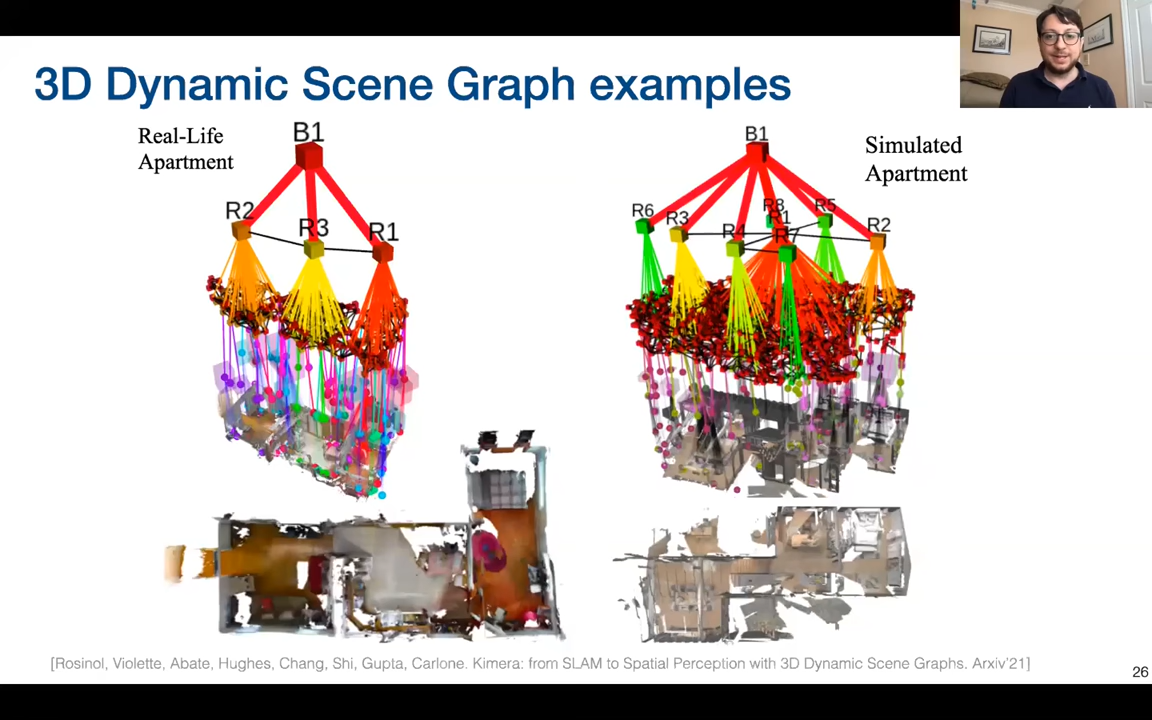 3D Dynamic Scene Graph examples
Real-Life
Apartment
B1
R2
R3
R1
B1
Simulated
Apartment
R6
R3
R4
R8
R1
R7
R5
R2
[Rosinol, Violette, Abate, Hughes, Chang, Shi, Gupta, Carlone. Kimera: from SLAM to Spatial Perception with 3D Dynamic Scene Graphs. Arxiv'21]
26